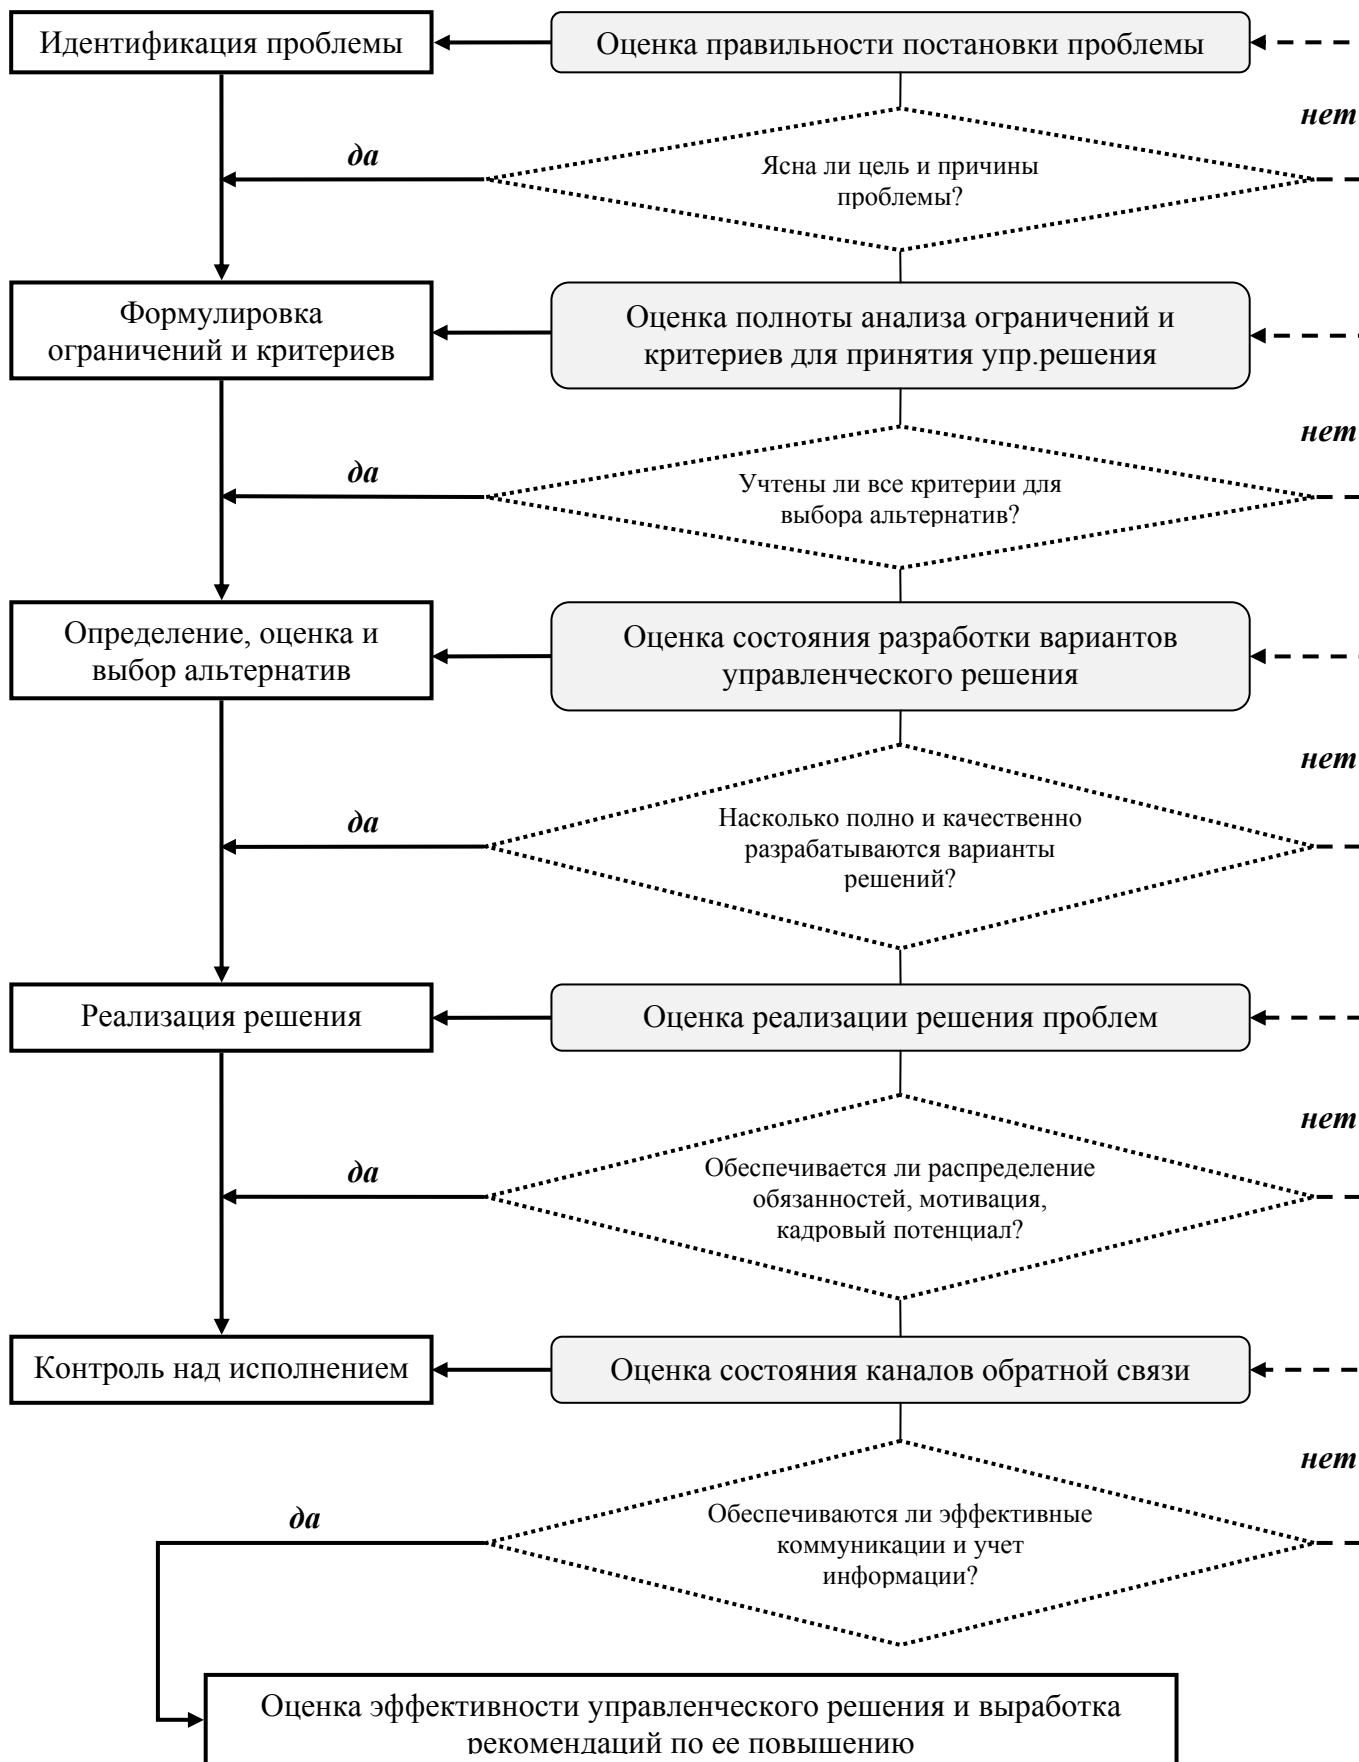 Идентификация проблемы
Оценка правильности постановки проблемы
нет
да
Ясна ли цель и причины
проблемы?
Формулировка
ограничений и критериев
Оценка полноты анализа ограничений и
критериев для принятия упр.решения
нет
да
Учтены ли все критерии для
выбора альтернатив?
Определение, оценка и
выбор альтернатив
Оценка состояния разработки вариантов
управленческого решения
нет
да
Насколько полно и качественно
разрабатываются варианты
решений?
Реализация решения
Оценка реализации решения проблем
нет
да
Обеспечивается ли распределение
обязанностей, мотивация,
кадровый потенциал?
Контроль над исполнением
Оценка состояния каналов обратной связи
нет
да
Обеспечиваются ли эффективные
коммуникации и учет
информации?
Оценка эффективности управленческого решения и выработка
рекомендаций по ее повышению